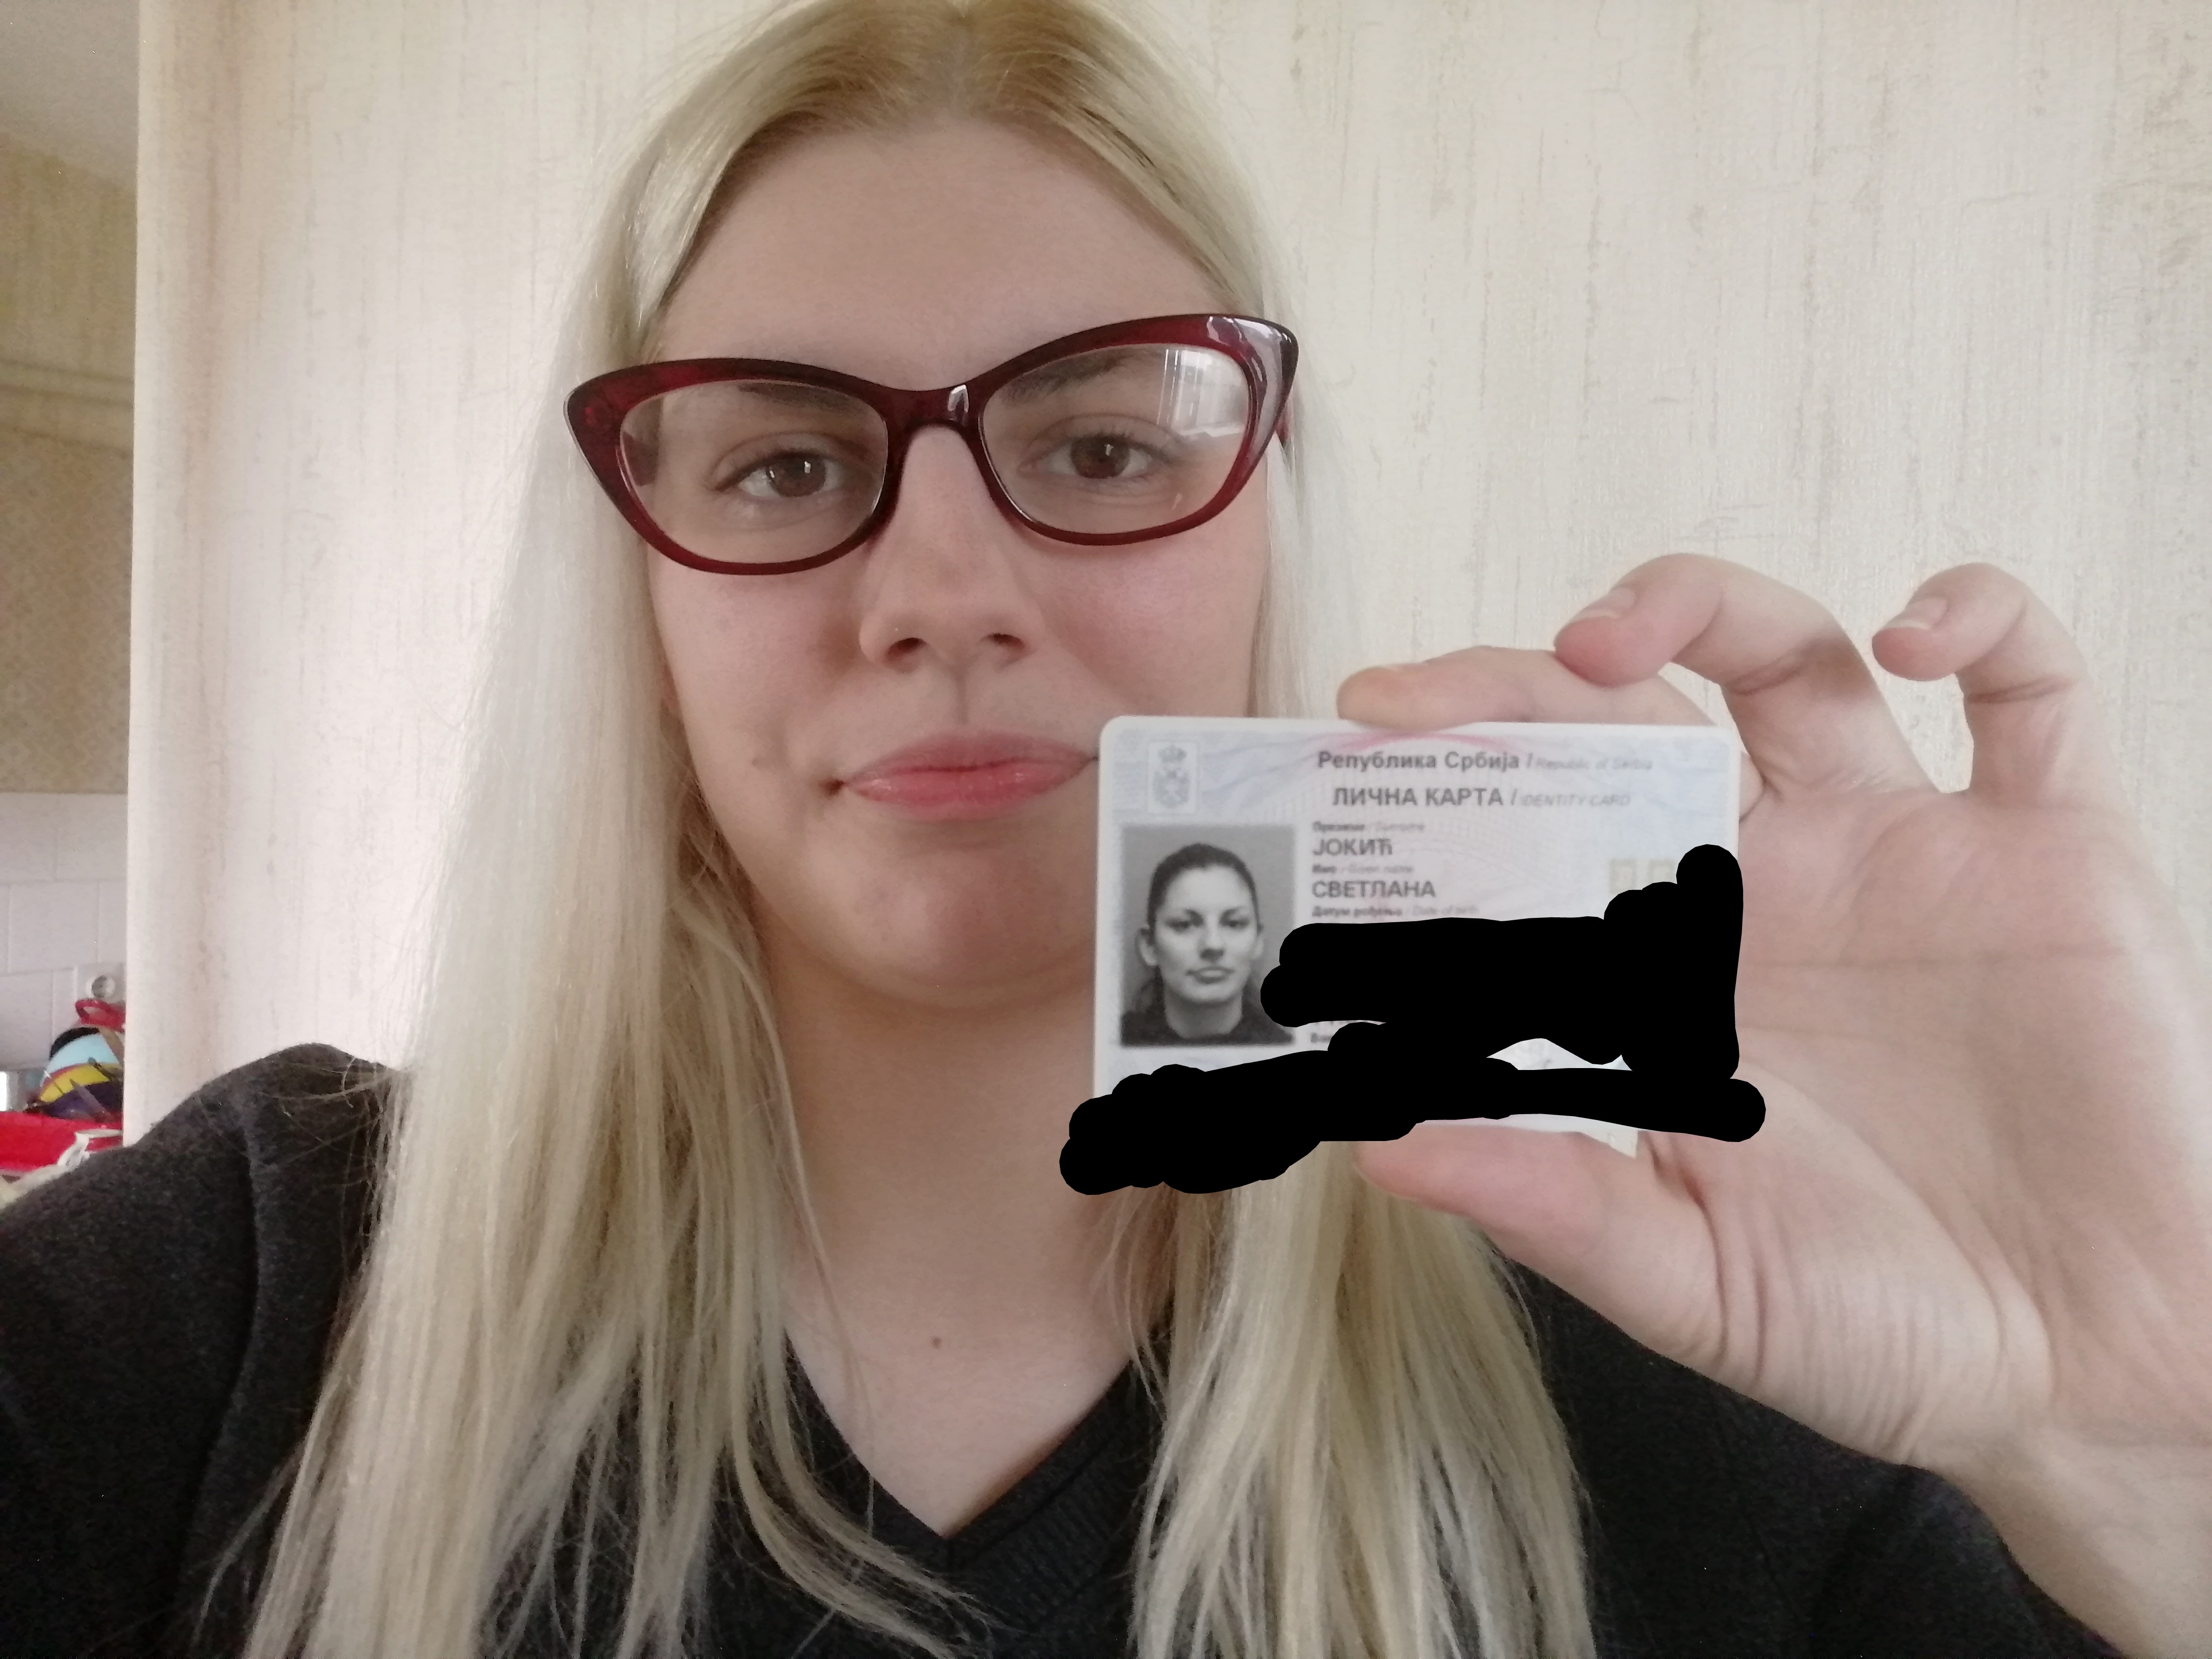 Република Србија / Republic of Serbia
ЛИЧНА КАРТА / IDENTITY CARD
Презиме / Surname
ЈОКИЋ
Име / Given name
СВЕТЛАНА
Датум рођења / Date of birth